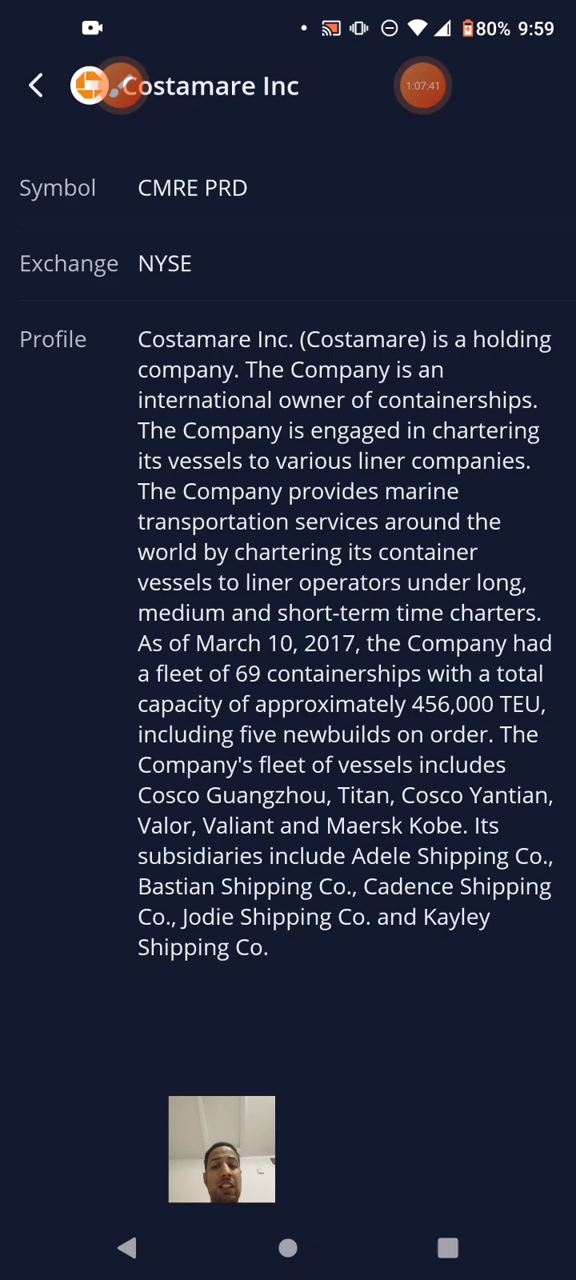 80% 9:59
Costamare Inc
1:07:41
Symbol CMRE PRD
Exchange NYSE
Profile Costamare Inc. (Costamare) is a holding
company. The Company is an
international owner of containerships.
The Company is engaged in chartering
its vessels to various liner companies.
The Company provides marine
transportation services around the
world by chartering its container
vessels to liner operators under long,
medium and short-term time charters.
As of March 10, 2017, the Company had
a fleet of 69 containerships with a total
capacity of approximately 456,000 TEU,
including five newbuilds on order. The
Company's fleet of vessels includes
Cosco Guangzhou, Titan, Cosco Yantian,
Valor, Valiant and Maersk Kobe. Its
subsidiaries include Adele Shipping Co.,
Bastian Shipping Co., Cadence Shipping
Co., Jodie Shipping Co. and Kayley
Shipping Co.